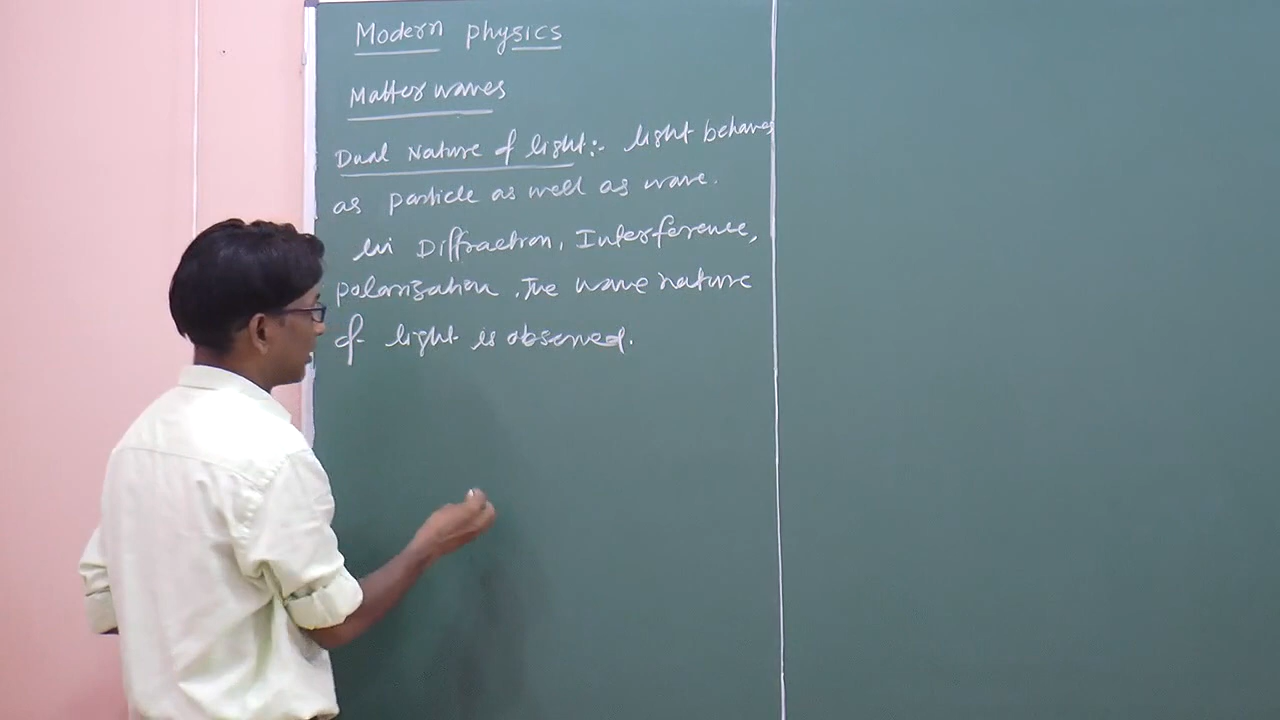 Modern physics
Matter waves
Dual Nature of light:- light behaves
as particle as well as wave.
In Diffraction, Interference,
polarization, The wave nature
of light is observed.